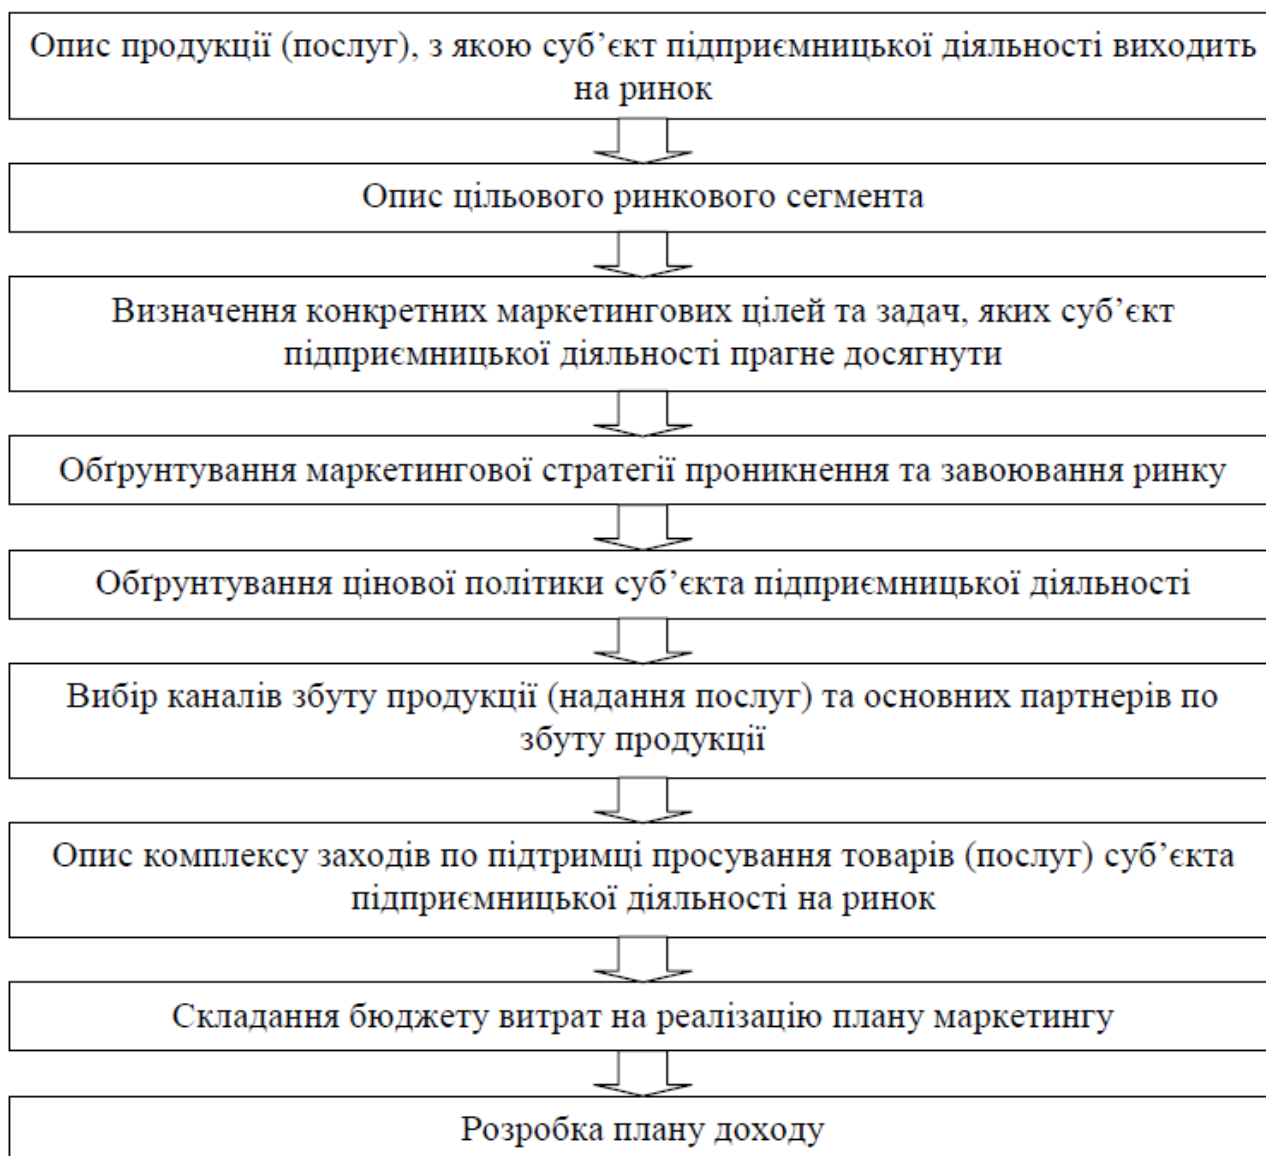 Опис продукції (послуг), з якою суб’єкт підприємницької діяльності виходить
на ринок
Опис цільового ринкового сегмента
Визначення конкретних маркетингових цілей та задач, яких суб’єкт
підприємницької діяльності прагне досягнути
Обґрунтування маркетингової стратегії проникнення та завоювання ринку
Обґрунтування цінової політики суб’єкта підприємницької діяльності
Вибір каналів збуту продукції (надання послуг) та основних партнерів по
збуту продукції
Опис комплексу заходів по підтримці просування товарів (послуг) суб’єкта
підприємницької діяльності на ринок
Складання бюджету витрат на реалізацію плану маркетингу
Розробка плану доходу